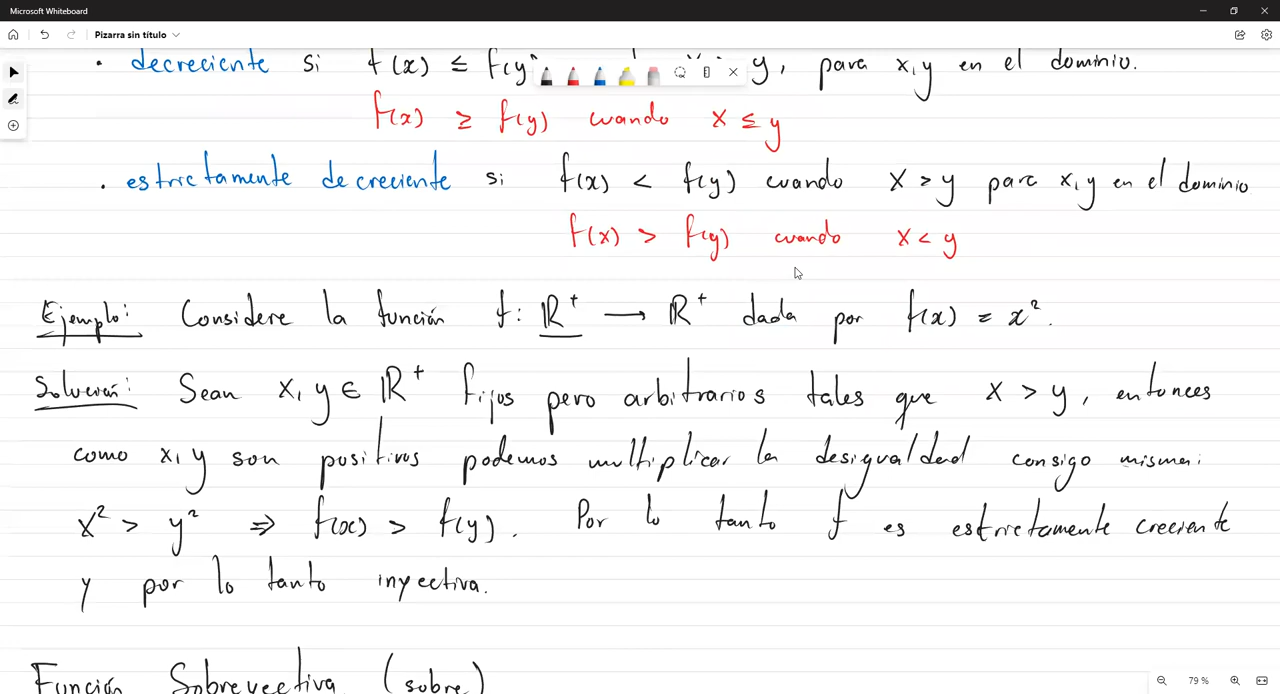 Microsoft Whiteboard
Pizarra sin título
· decreciente si f(x) ≤ f(y) y, para x,y en el dominio.
f(x) ≥ f(y) cuando x ≤ y
· estrictamente decreciente si f(x) < f(y) cuando x > y para x,y en el dominio
f(x) > f(y) cuando x < y
Ejemplo: Considere la función f: ℝ⁺ → ℝ⁺ dada por f(x) = x².
Solución: Sean x, y ∈ ℝ⁺ fijos pero arbitrarios tales que x > y, entonces
como x, y son positivos podemos multiplicar la desigualdad consigo misma:
x² > y² ⇒ f(x) > f(y). Por lo tanto f es estrictamente creciente
y por lo tanto inyectiva.
Función Sobreyectiva (sobre)
79 %